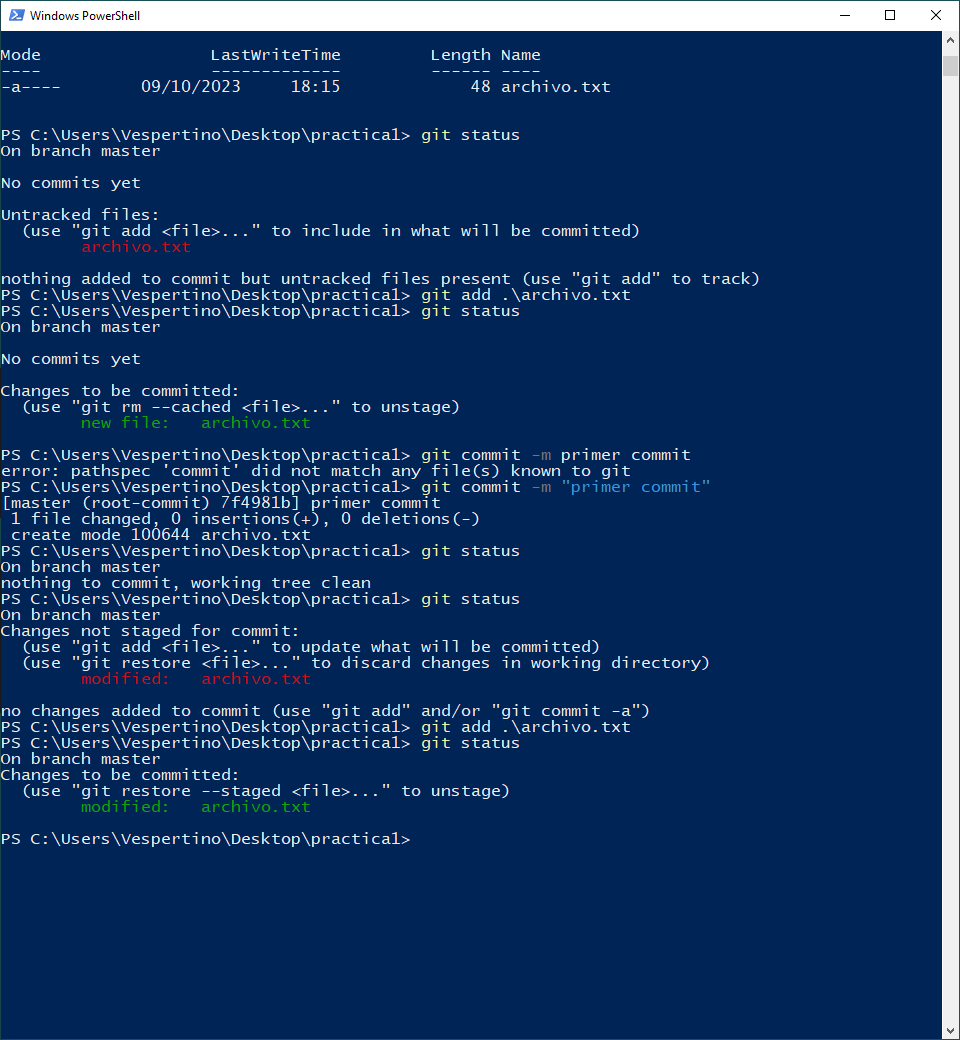 Windows PowerShell
Mode                 LastWriteTime         Length Name
----                 -------------         ------ ----
-a----        09/10/2023     18:15             48 archivo.txt
PS C:\Users\Vespertino\Desktop\practica1> git status
On branch master
No commits yet
Untracked files:
  (use "git add <file>..." to include in what will be committed)
        archivo.txt
nothing added to commit but untracked files present (use "git add" to track)
PS C:\Users\Vespertino\Desktop\practica1> git add .\archivo.txt
PS C:\Users\Vespertino\Desktop\practica1> git status
On branch master
No commits yet
Changes to be committed:
  (use "git rm --cached <file>..." to unstage)
        new file:   archivo.txt
PS C:\Users\Vespertino\Desktop\practica1> git commit -m primer commit
error: pathspec 'commit' did not match any file(s) known to git
PS C:\Users\Vespertino\Desktop\practica1> git commit -m "primer commit"
[master (root-commit) 7f4981b] primer commit
 1 file changed, 0 insertions(+), 0 deletions(-)
 create mode 100644 archivo.txt
PS C:\Users\Vespertino\Desktop\practica1> git status
On branch master
nothing to commit, working tree clean
PS C:\Users\Vespertino\Desktop\practica1> git status
On branch master
Changes not staged for commit:
  (use "git add <file>..." to update what will be committed)
  (use "git restore <file>..." to discard changes in working directory)
        modified:   archivo.txt
no changes added to commit (use "git add" and/or "git commit -a")
PS C:\Users\Vespertino\Desktop\practica1> git add .\archivo.txt
PS C:\Users\Vespertino\Desktop\practica1> git status
On branch master
Changes to be committed:
  (use "git restore --staged <file>..." to unstage)
        modified:   archivo.txt
PS C:\Users\Vespertino\Desktop\practica1>